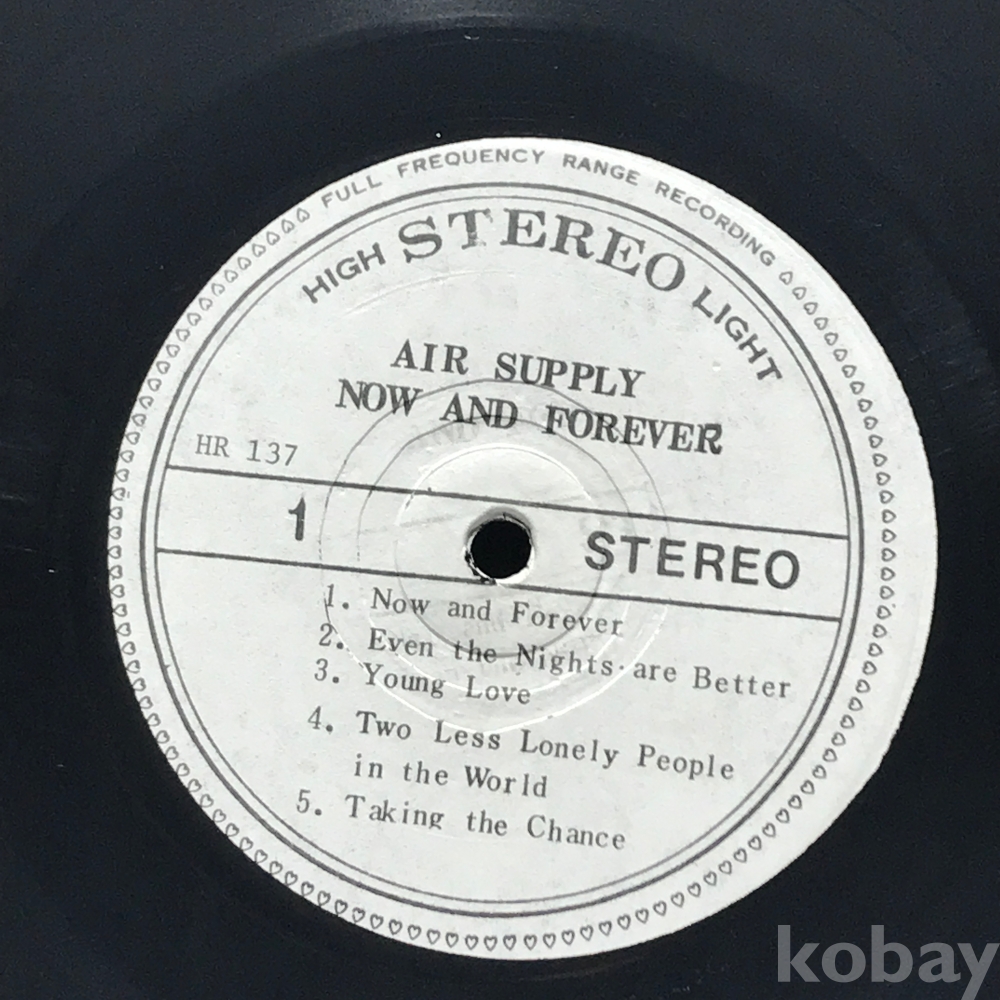 FULL FREQUENCY RANGE RECORDING
HIGH STEREO LIGHT
AIR SUPPLY
NOW AND FOREVER
HR 137
1 STEREO
1. Now and Forever
2. Even the Nights are Better
3. Young Love
4. Two Less Lonely People
in the World
5. Taking the Chance
kobay